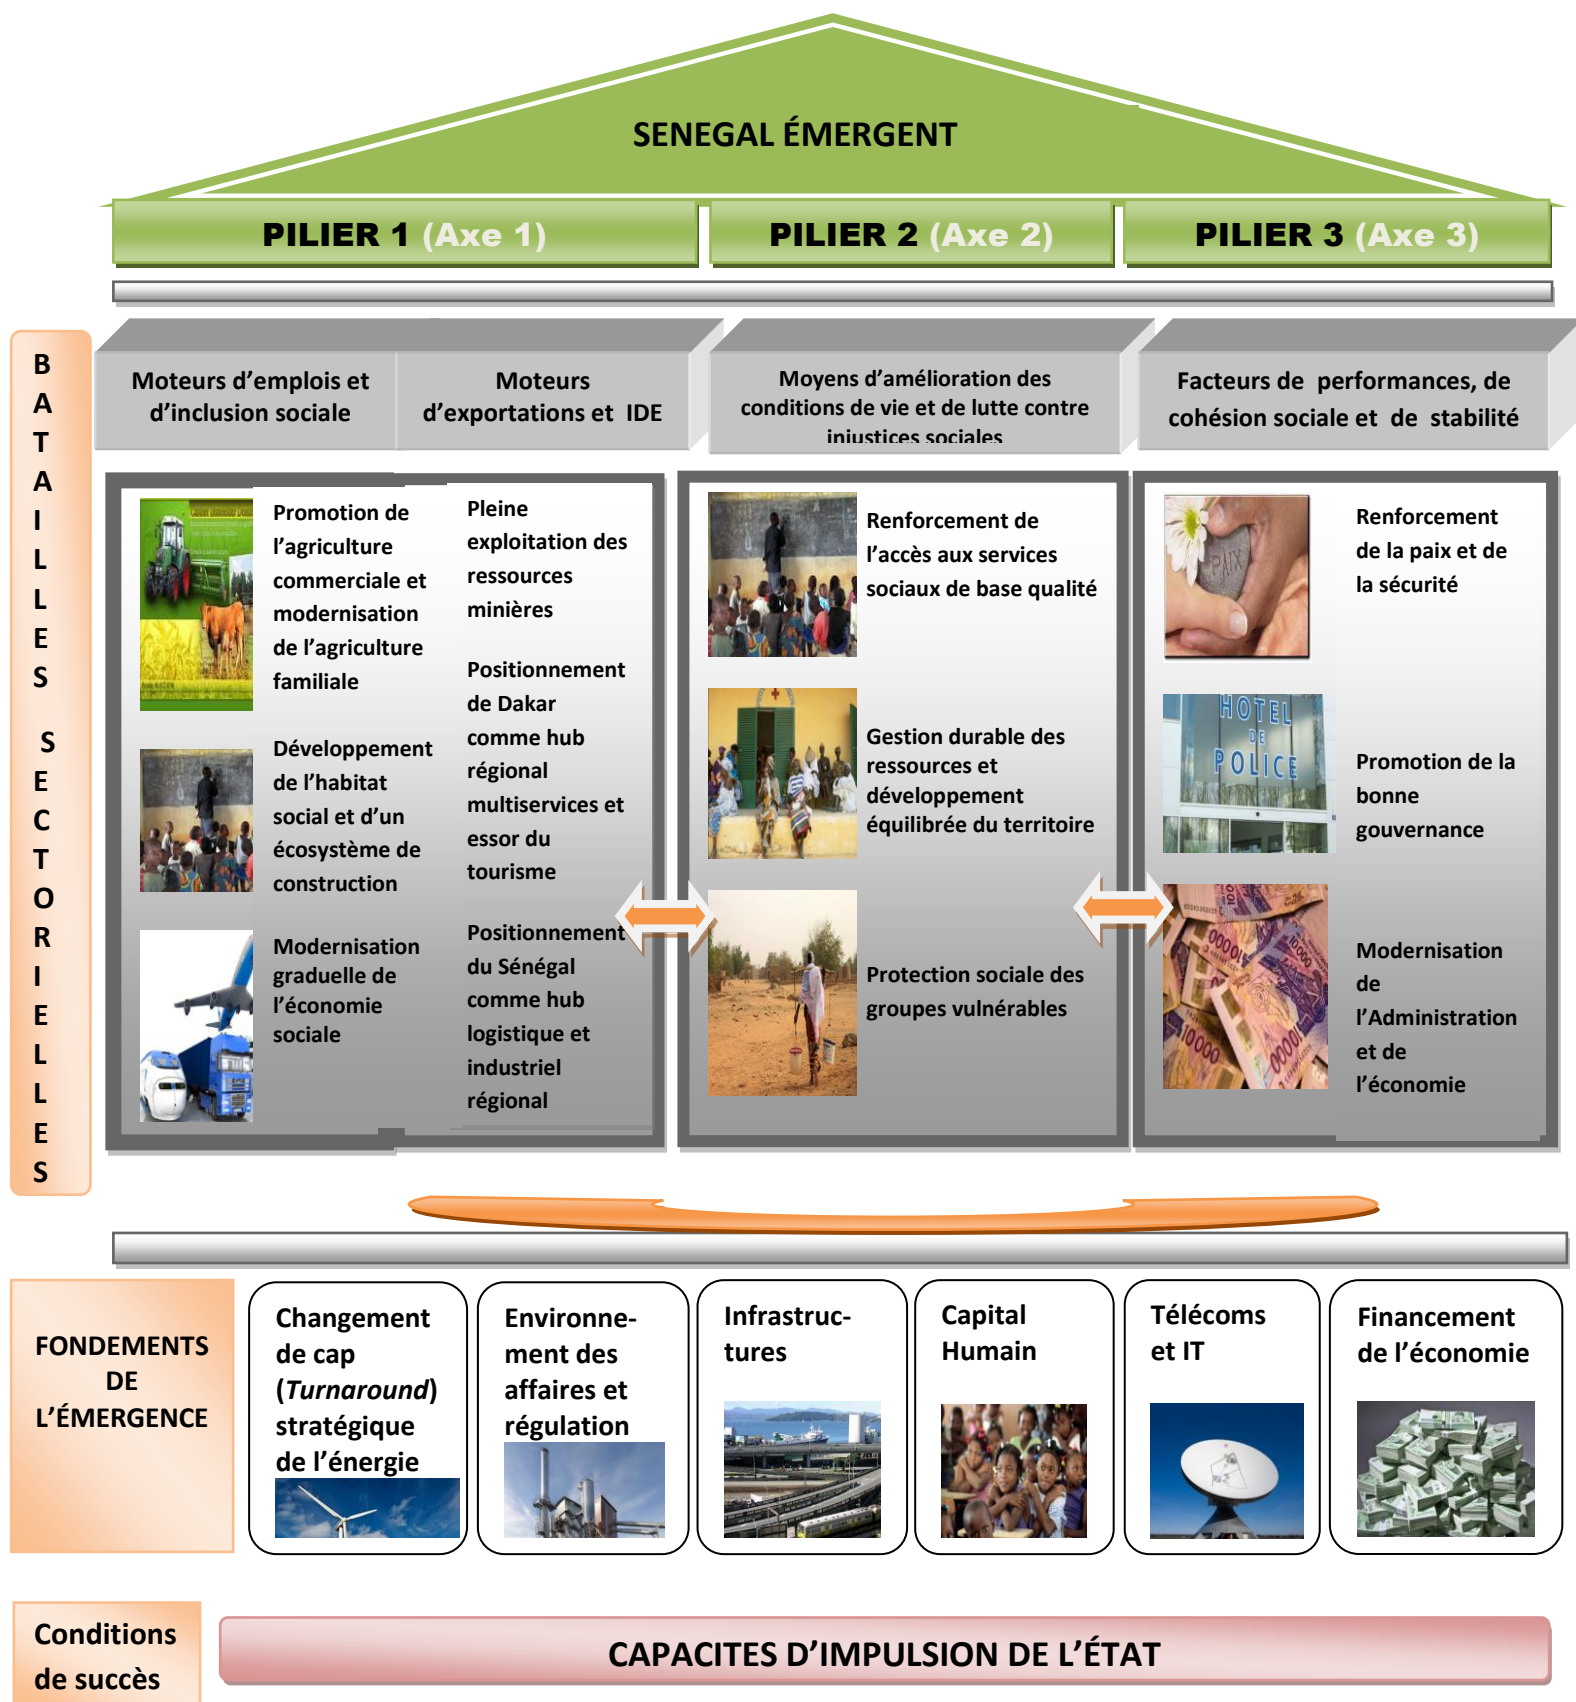 SENEGAL ÉMERGENT
PILIER 1 (Axe 1)
PILIER 2 (Axe 2)
PILIER 3 (Axe 3)
BATAILLES SECTORIELLES
Moteurs d’emplois et
d’inclusion sociale
Moteurs
d’exportations et IDE
Moyens d’amélioration des
conditions de vie et de lutte contre
injustices sociales
Facteurs de performances, de
cohésion sociale et de stabilité
Promotion de
l’agriculture
commerciale et
modernisation
de l’agriculture
familiale
Développement
de l’habitat
social et d’un
écosystème de
construction
Modernisation
graduelle de
l’économie
sociale
Pleine
exploitation des
ressources
minières
Positionnement
de Dakar
comme hub
régional
multiservices et
essor du
tourisme
Positionnement
du Sénégal
comme hub
logistique et
industriel
régional
Renforcement de
l’accès aux services
sociaux de base qualité
Gestion durable des
ressources et
développement
équilibrée du territoire
Protection sociale des
groupes vulnérables
PAIX
Renforcement
de la paix et de
la sécurité
HOTEL
DE
POLICE
Promotion de la
bonne
gouvernance
10000
10000
Modernisation
de
l’Administration
et de
l’économie
FONDEMENTS
DE
L’ÉMERGENCE
Changement
de cap
(Turnaround)
stratégique
de l’énergie
Environne-
ment des
affaires et
régulation
Infrastruc-
tures
Capital
Humain
Télécoms
et IT
Financement
de l’économie
Conditions
de succès
CAPACITES D’IMPULSION DE L’ÉTAT